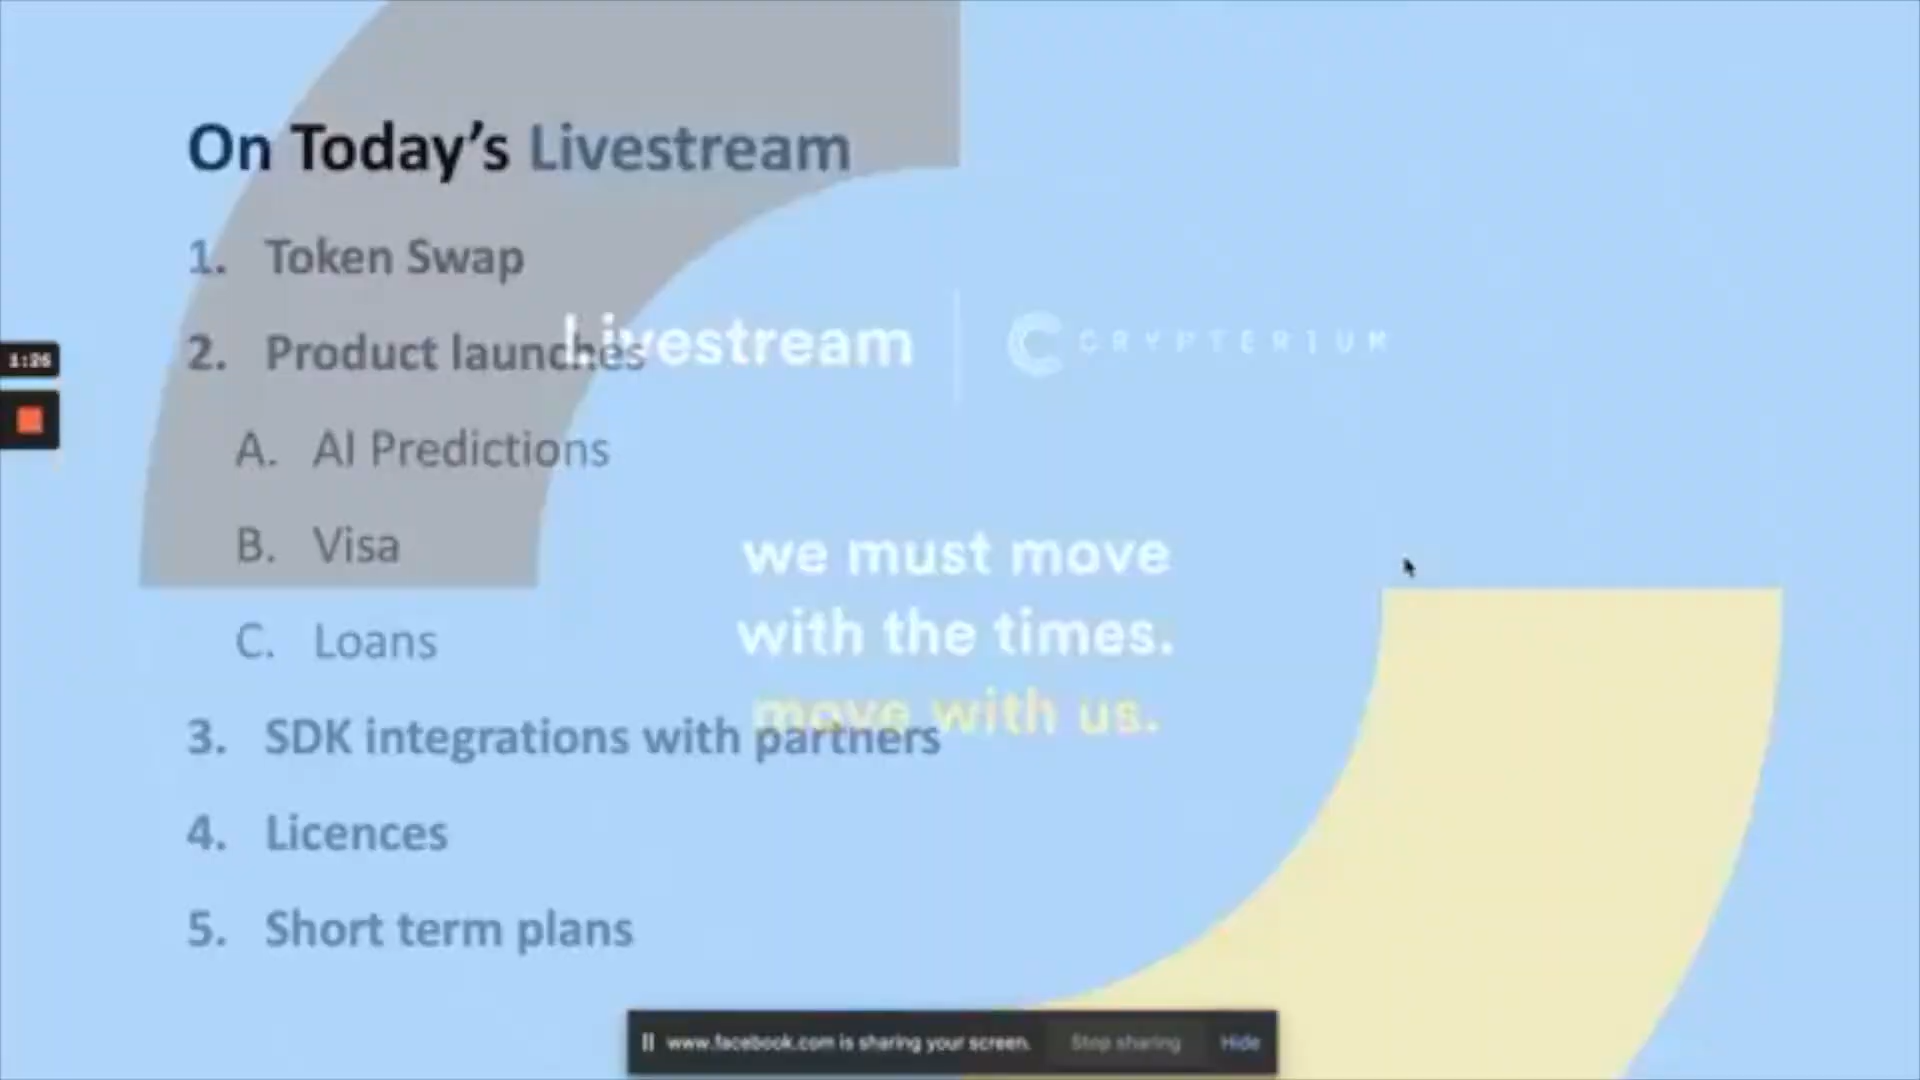 On Today's Livestream
1. Token Swap
2. Product launches
A. AI Predictions
B. Visa
C. Loans
3. SDK integrations with partners
4. Licences
5. Short term plans
Livestream
CRYPTERIUM
we must move
with the times.
move with us.
1:26
www.facebook.com is sharing your screen. Stop sharing Hide